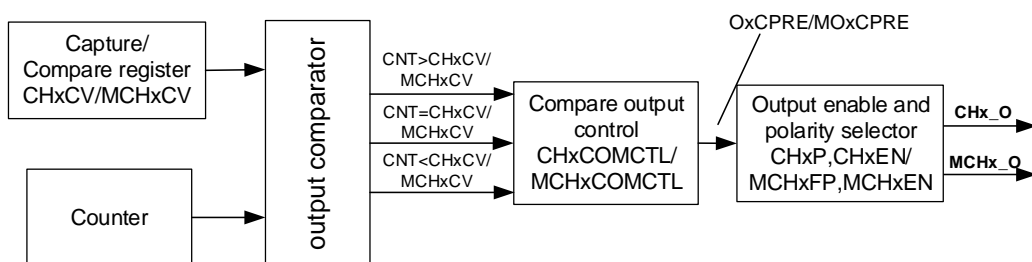 Capture/
Compare register
CHxCV/MCHxCV
Counter
output comparator
CNT>CHxCV/
MCHxCV
CNT=CHxCV/
MCHxCV
CNT<CHxCV/
MCHxCV
Compare output
control
CHxCOMCTL/
MCHxCOMCTL
OxCPRE/MOxCPRE
Output enable and
polarity selector
CHxP,CHxEN/
MCHxFP,MCHxEN
CHx_O
MCHx_O